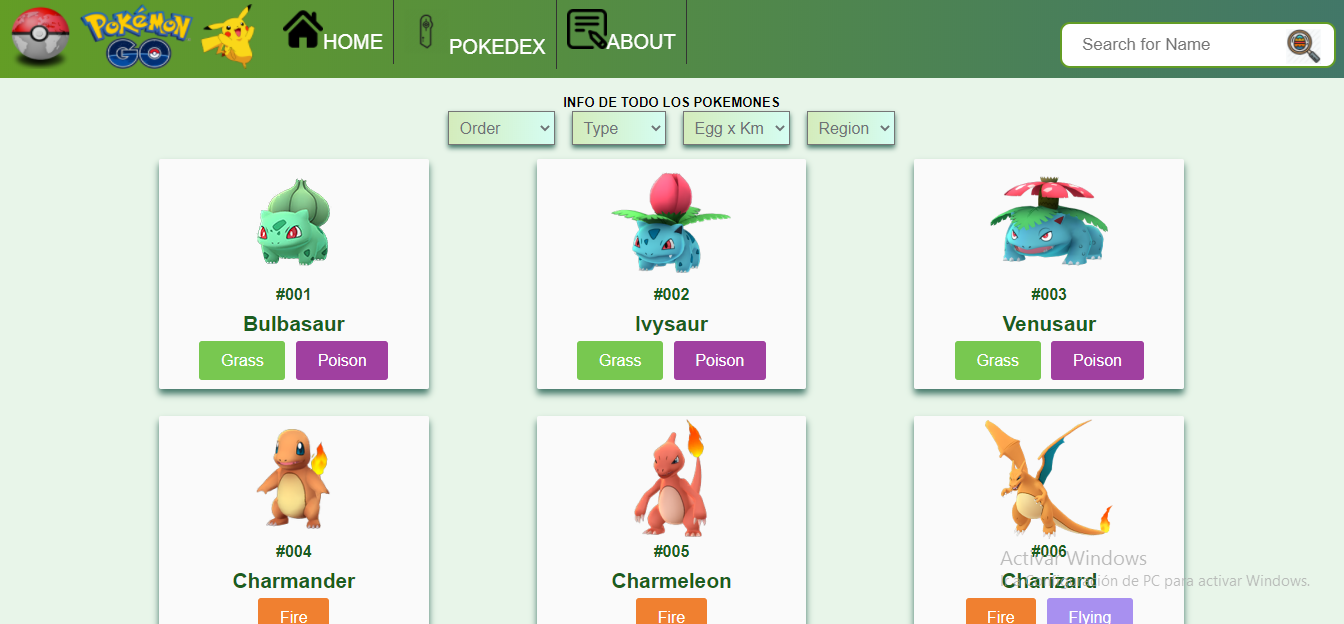 POKÉMON
GO
HOME
POKEDEX
ABOUT
Search for Name
INFO DE TODO LOS POKEMONES
Order
Type
Egg x Km
Region
#001
Bulbasaur
Grass
Poison
#002
Ivysaur
Grass
Poison
#003
Venusaur
Grass
Poison
#004
Charmander
Fire
#005
Charmeleon
Fire
#006
Charizard
Fire
Flying
Activar Windows
Configuración de PC para activar Windows.